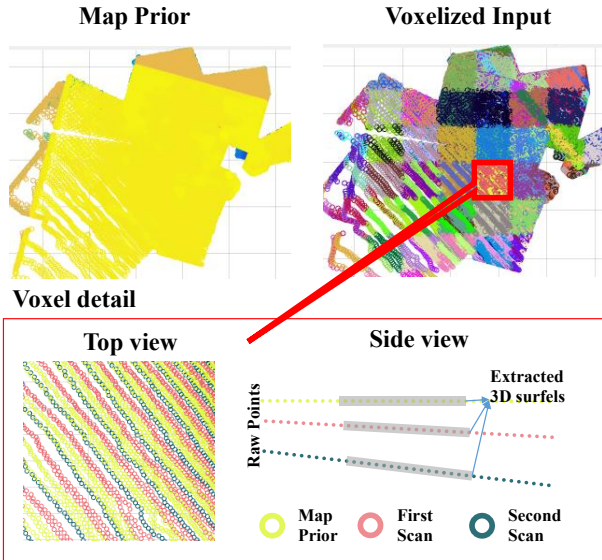 Map Prior
Voxelized Input
Voxel detail
Top view
Side view
Extracted
3D surfels
Raw Points
Map
Prior
First
Scan
Second
Scan